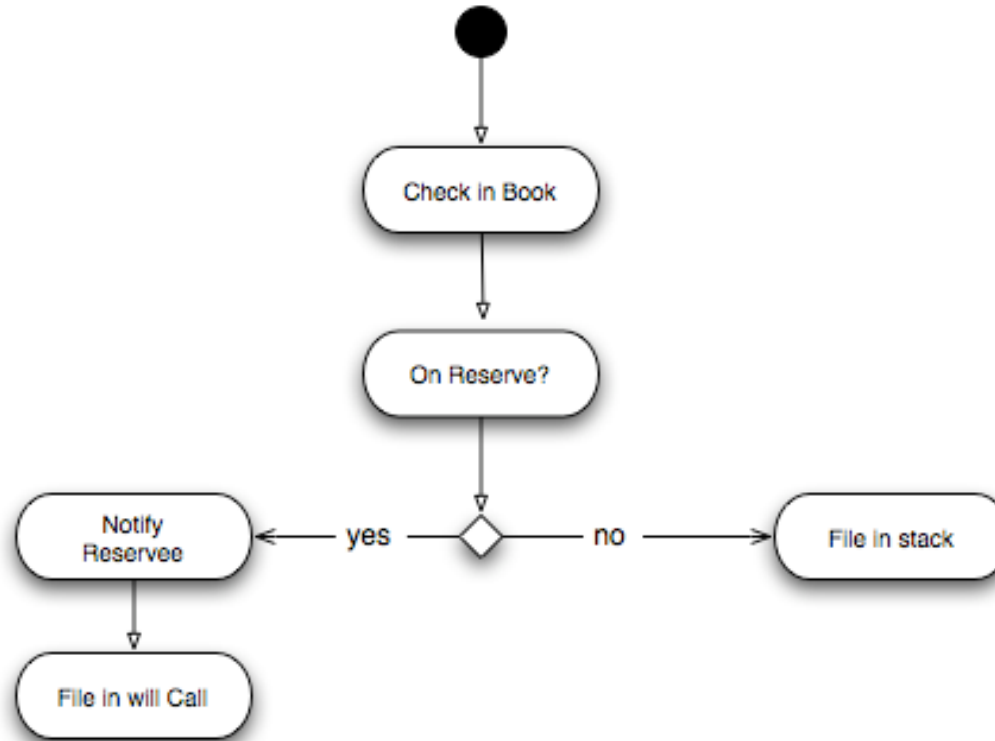 Check in Book
On Reserve?
Notify
Reservee
yes
no
File in stack
File in will Call